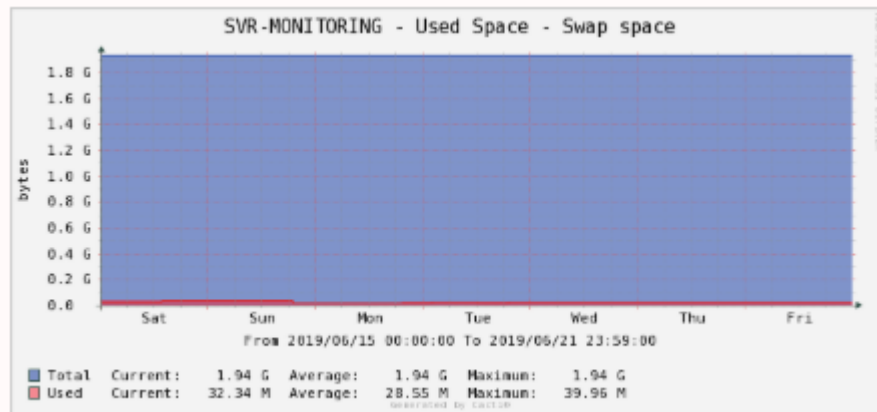 SVR-MONITORING - Used Space - Swap space
bytes
1.8 G
1.6 G
1.4 G
1.2 G
1.0 G
0.8 G
0.6 G
0.4 G
0.2 G
0.0
Sat Sun Mon Tue Wed Thu Fri
From 2019/06/15 00:00:00 To 2019/06/21 23:59:00
Total Current: 1.94 G Average: 1.94 G Maximum: 1.94 G
Used Current: 32.34 M Average: 28.55 M Maximum: 39.96 M
Generated by Cacti®